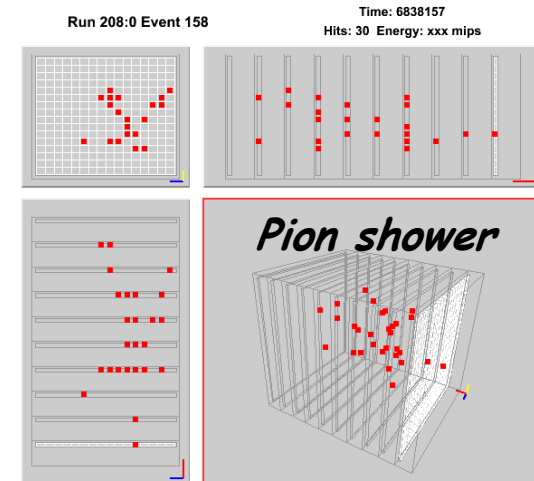 Run 208:0 Event 158
Time: 6838157
Hits: 30 Energy: xxx mips
Pion shower